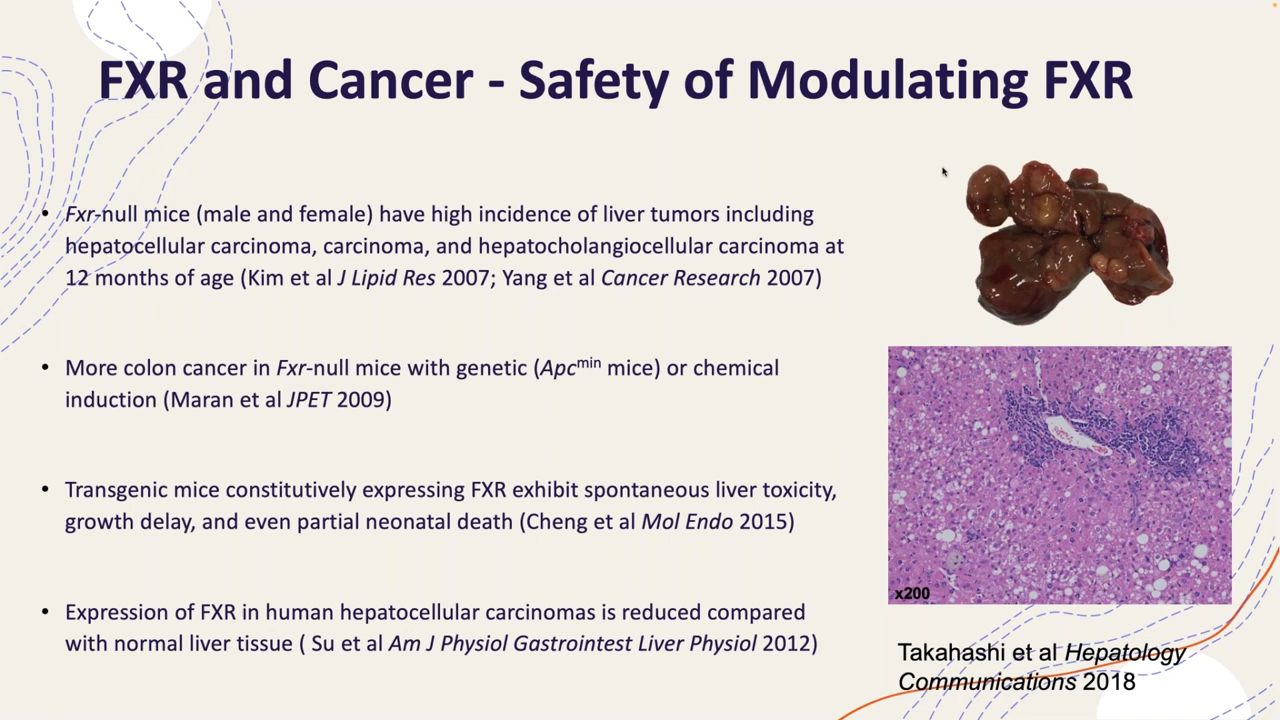 FXR and Cancer - Safety of Modulating FXR
• Fxr-null mice (male and female) have high incidence of liver tumors including
hepatocellular carcinoma, carcinoma, and hepatocholangiocellular carcinoma at
12 months of age (Kim et al J Lipid Res 2007; Yang et al Cancer Research 2007)
• More colon cancer in Fxr-null mice with genetic (Apcmin mice) or chemical
induction (Maran et al JPET 2009)
• Transgenic mice constitutively expressing FXR exhibit spontaneous liver toxicity,
growth delay, and even partial neonatal death (Cheng et al Mol Endo 2015)
• Expression of FXR in human hepatocellular carcinomas is reduced compared
with normal liver tissue ( Su et al Am J Physiol Gastrointest Liver Physiol 2012)
x200
Takahashi et al Hepatology
Communications 2018